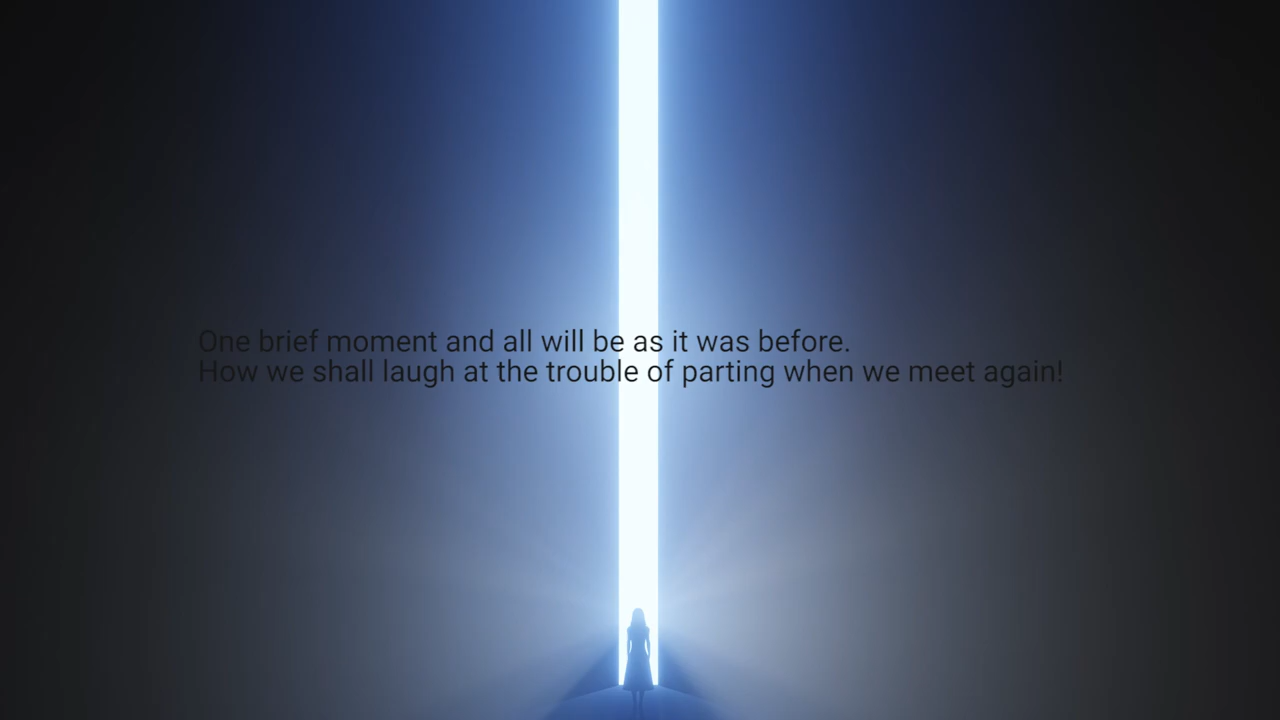 One brief moment and all will be as it was before.
How we shall laugh at the trouble of parting when we meet again!